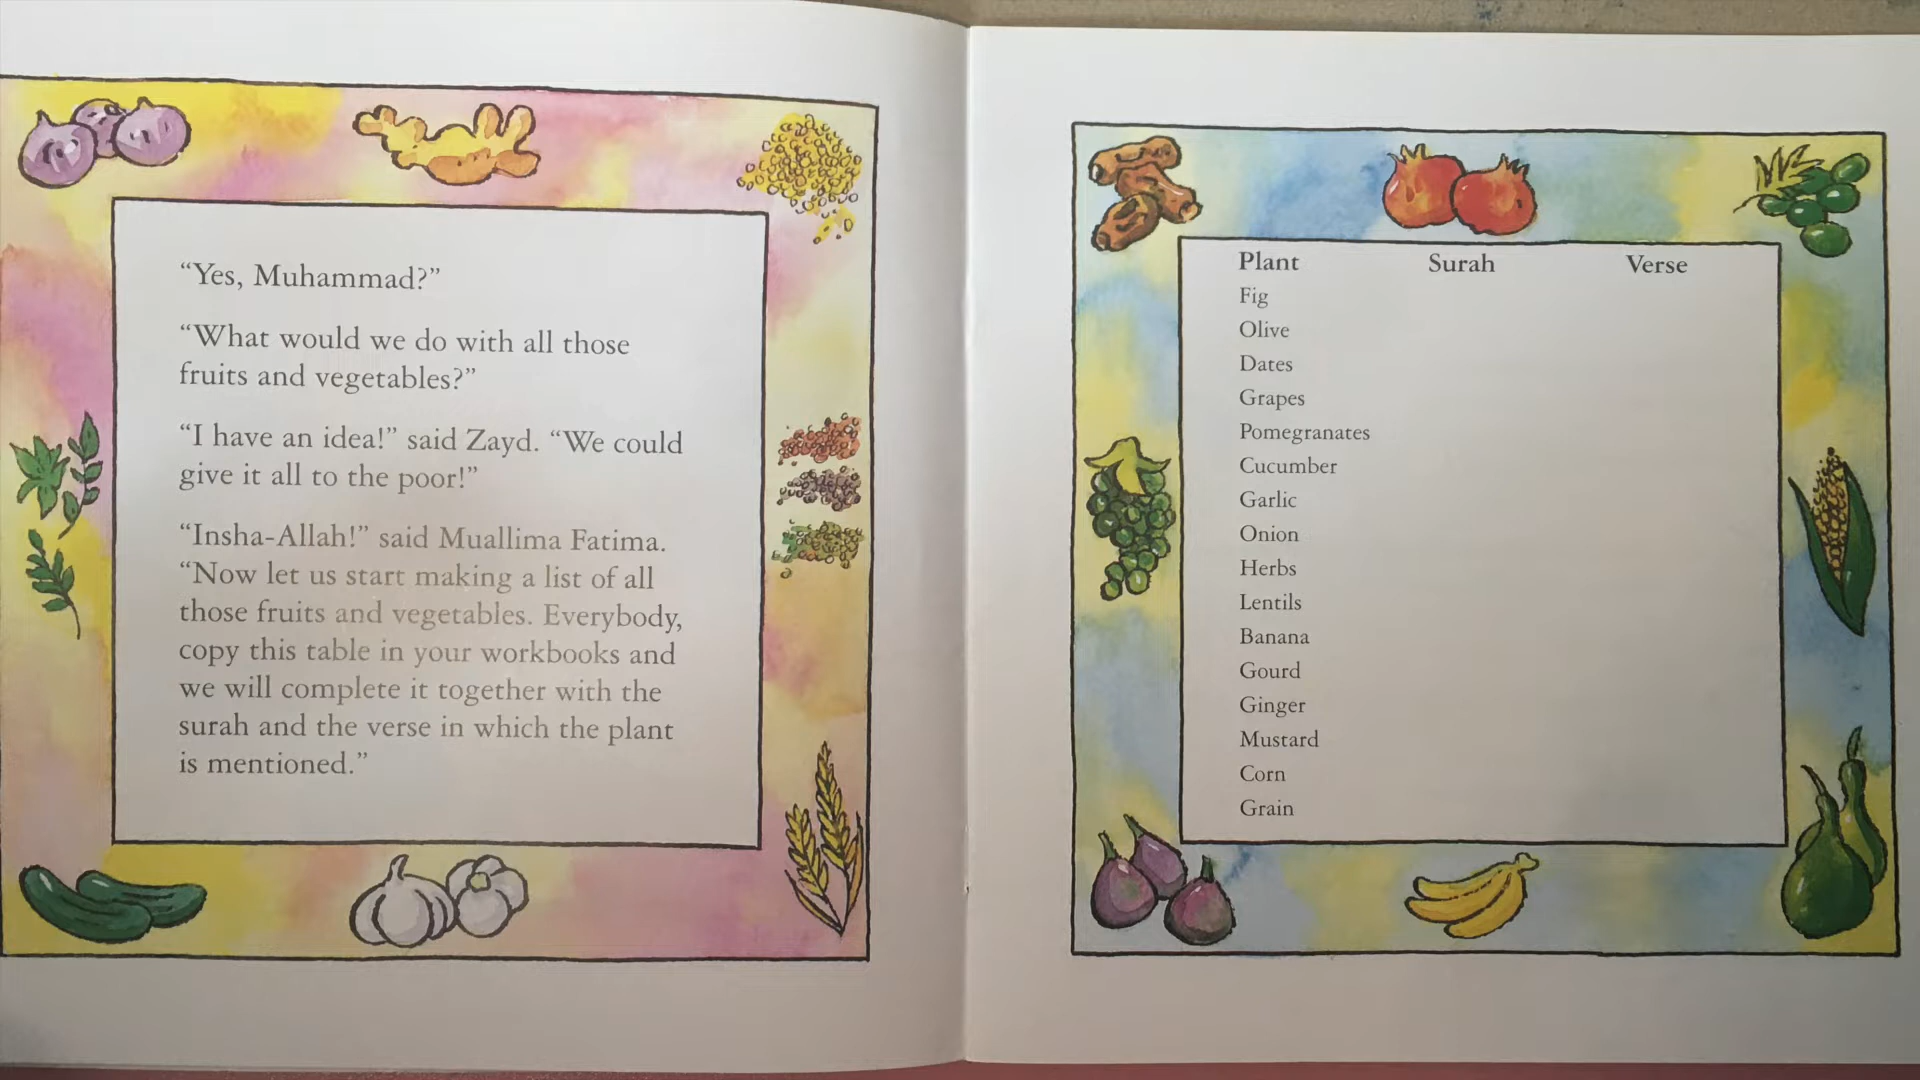 “Yes, Muhammad?”
“What would we do with all those
fruits and vegetables?”
“I have an idea!” said Zayd. “We could
give it all to the poor!”
“Insha-Allah!” said Muallima Fatima.
“Now let us start making a list of all
those fruits and vegetables. Everybody,
copy this table in your workbooks and
we will complete it together with the
surah and the verse in which the plant
is mentioned.”
Plant Surah Verse
Fig
Olive
Dates
Grapes
Pomegranates
Cucumber
Garlic
Onion
Herbs
Lentils
Banana
Gourd
Ginger
Mustard
Corn
Grain